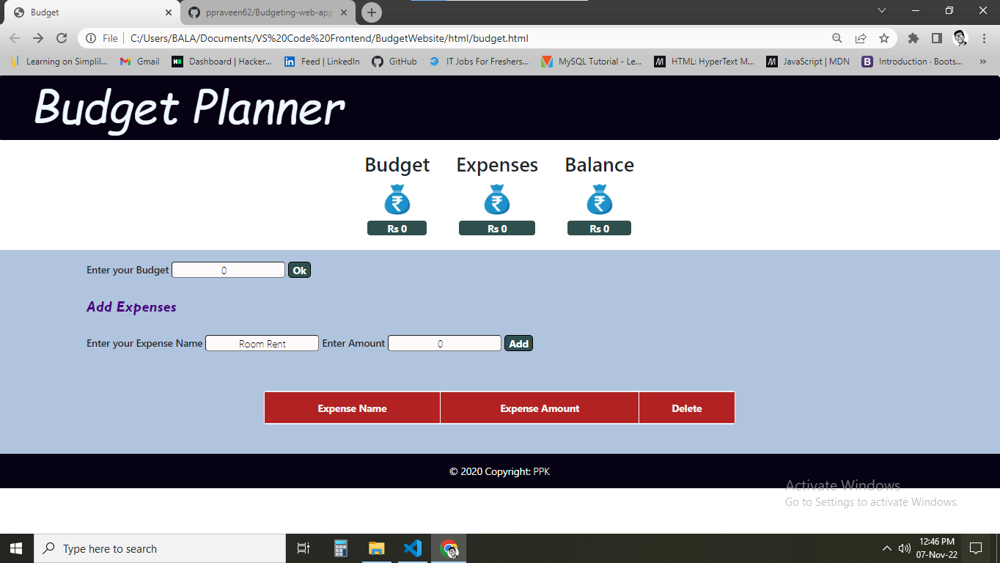 Budget
ppraveen62/Budgeting-web-app
File
C:/Users/BALA/Documents/VS%20Code%20Frontend/BudgetWebsite/html/budget.html
Learning on Simplil...
Gmail
Dashboard | Hacker...
Feed | LinkedIn
GitHub
IT Jobs For Freshers...
MySQL Tutorial - Le...
HTML: HyperText M...
JavaScript | MDN
Introduction · Boots...
»
Budget Planner
Budget Expenses Balance
Rs 0 Rs 0 Rs 0
Enter your Budget 0 Ok
Add Expenses
Enter your Expense Name Room Rent Enter Amount 0 Add
Expense Name Expense Amount Delete
© 2020 Copyright: PPK
Activate Windows
Go to Settings to activate Windows.
Type here to search
12:46 PM
07-Nov-22